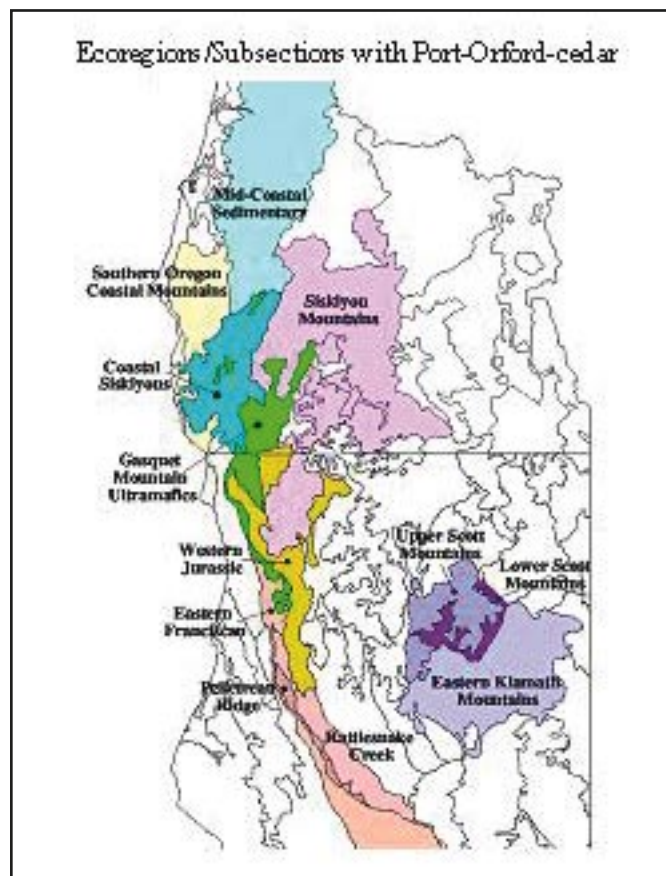 Ecoregions/Subsections with Port-Orford-cedar
Mid-Coastal
Sedimentary
Southern Oregon
Coastal Mountains
Siskiyou
Mountains
Coastal
Siskiyous
Gasquet
Mountain
Ultramafics
Western
Jurassic
Upper Scott
Mountains
Lower Scott
Mountains
Eastern
Franciscan
Eastern Klamath
Mountains
Ridge
Rattlesnake
Creek